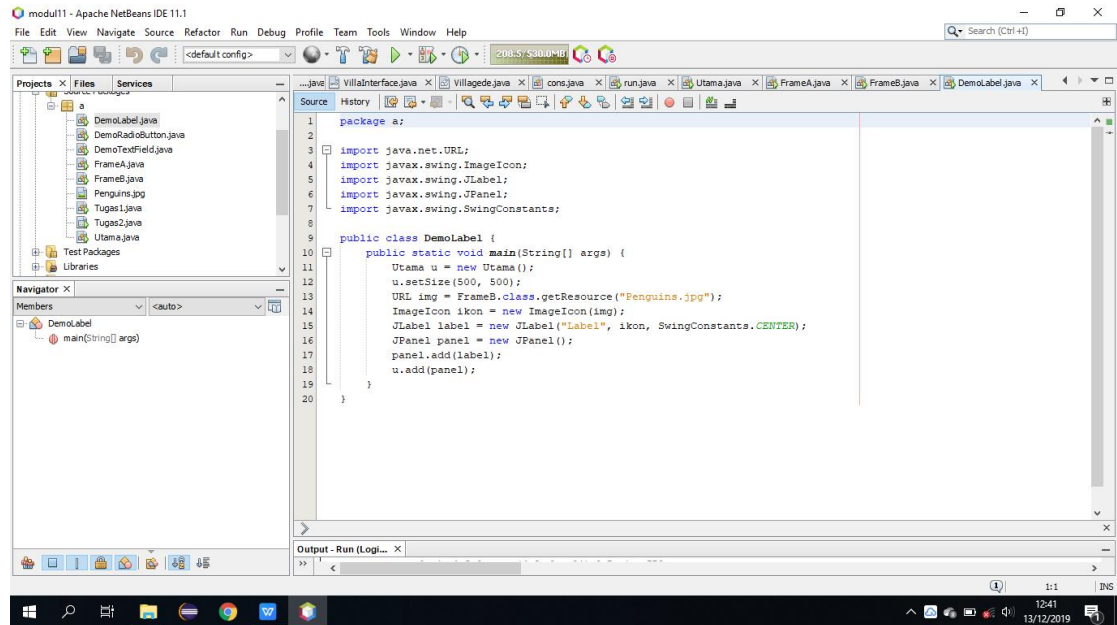 modul11 - Apache NetBeans IDE 11.1
File Edit View Navigate Source Refactor Run Debug Profile Team Tools Window Help
Search (Ctrl+I)
<default config>
208.5/530.0MB
Projects Files Services
...java VillaInterface.java Villagede.java cons.java run.java Utama.java FrameA.java FrameB.java DemoLabel.java
Source History
a
DemoLabel.java
DemoRadioButton.java
DemoTextField.java
FrameA.java
FrameB.java
Penguins.jpg
Tugas1.java
Tugas2.java
Utama.java
Test Packages
Libraries
Navigator
Members <auto>
DemoLabel
main(String[] args)
1 package a;
2
3 import java.net.URL;
4 import javax.swing.ImageIcon;
5 import javax.swing.JLabel;
6 import javax.swing.JPanel;
7 import javax.swing.SwingConstants;
8
9 public class DemoLabel {
10 public static void main(String[] args) {
11 Utama u = new Utama();
12 u.setSize(500, 500);
13 URL img = FrameB.class.getResource("Penguins.jpg");
14 ImageIcon ikon = new ImageIcon(img);
15 JLabel label = new JLabel("Label", ikon, SwingConstants.CENTER);
16 JPanel panel = new JPanel();
17 panel.add(label);
18 u.add(panel);
19 }
20 }
Output - Run (Logi...
1:1 INS
12:41
13/12/2019